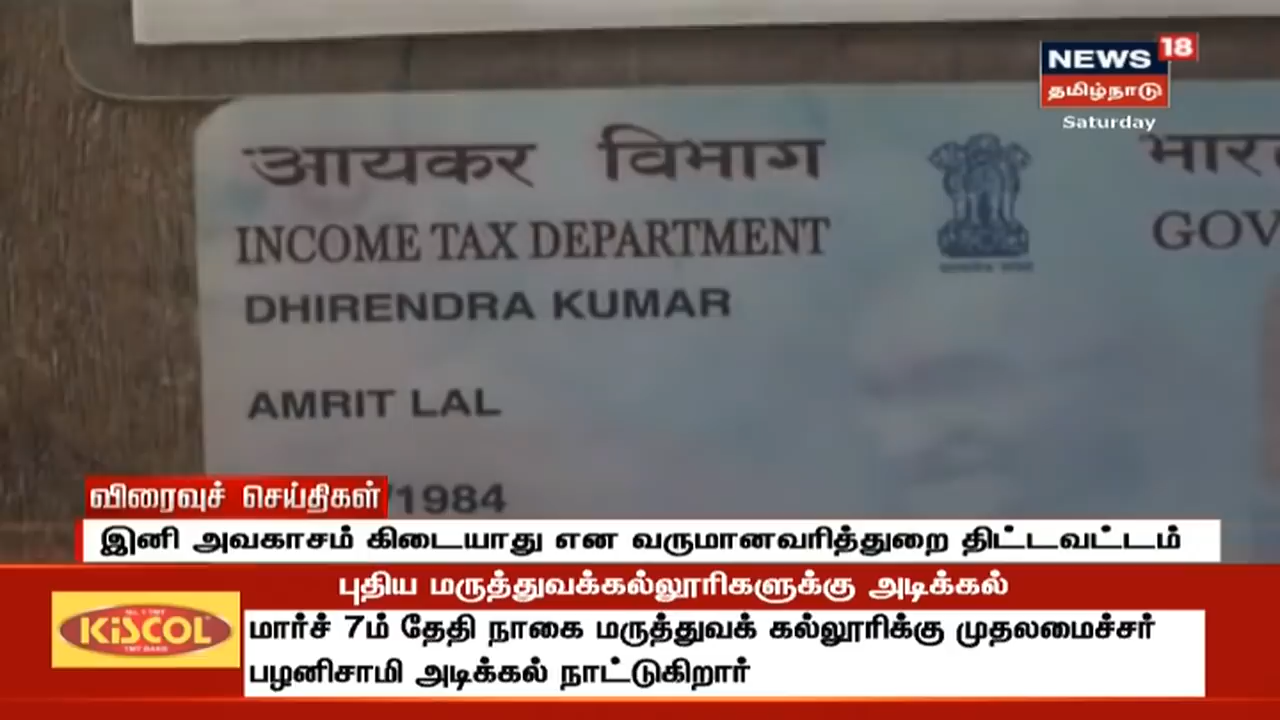 NEWS 18
தமிழ்நாடு
Saturday
आयकर विभाग
INCOME TAX DEPARTMENT
GOV
DHIRENDRA KUMAR
AMRIT LAL
/1984
விரைவுச் செய்திகள்
இனி அவகாசம் கிடையாது என வருமானவரித்துறை திட்டவட்டம்
புதிய மருத்துவக்கல்லூரிகளுக்கு அடிக்கல்
KiSCOL
மார்ச் 7ம் தேதி நாகை மருத்துவக் கல்லூரிக்கு முதலமைச்சர்
பழனிசாமி அடிக்கல் நாட்டுகிறார்